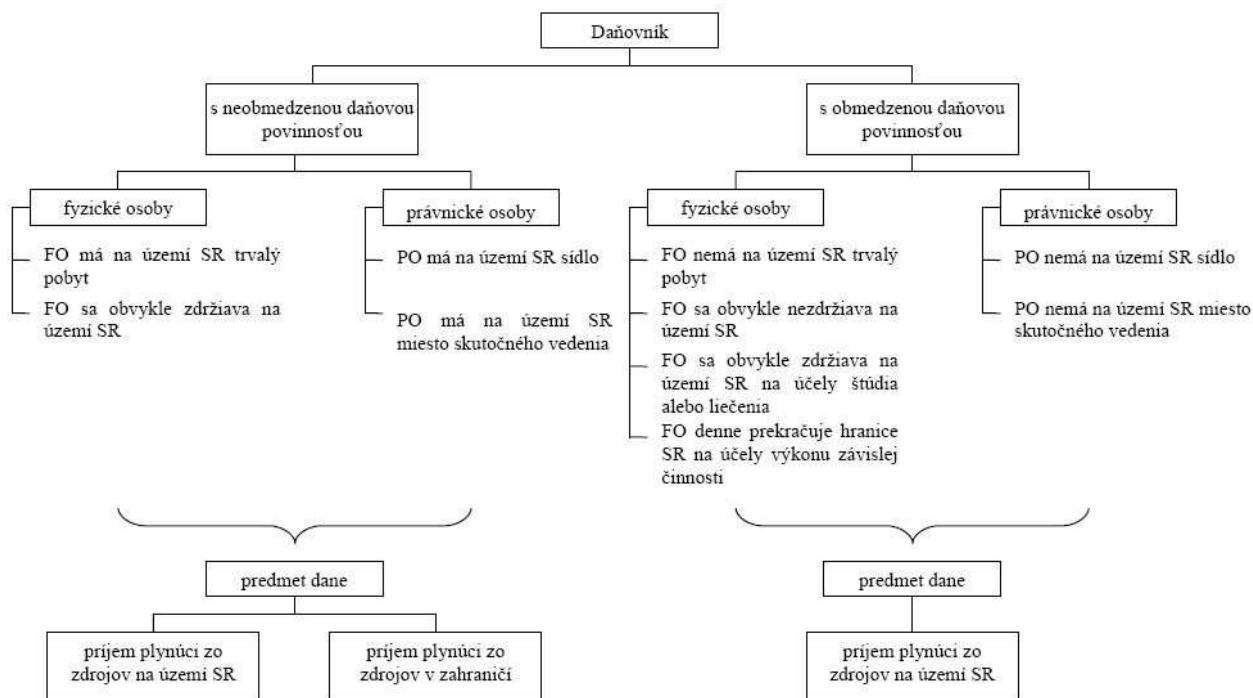 Daňovník
s neobmedzenou daňovou
povinnosťou
s obmedzenou daňovou
povinnosťou
fyzické osoby
FO má na území SR trvalý
pobyt
FO sa obvykle zdržiava na
území SR
právnické osoby
PO má na území SR sídlo
PO má na území SR
miesto skutočného vedenia
fyzické osoby
FO nemá na území SR trvalý
pobyt
FO sa obvykle nezdržiava na
území SR
FO sa obvykle zdržiava na
území SR na účely štúdia
alebo liečenia
FO denne prekračuje hranice
SR na účely výkonu závislej
činnosti
právnické osoby
PO nemá na území SR sídlo
PO nemá na území SR miesto
skutočného vedenia
predmet dane
príjem plynúci zo
zdrojov na území SR
príjem plynúci zo
zdrojov v zahraničí
predmet dane
príjem plynúci zo
zdrojov na území SR